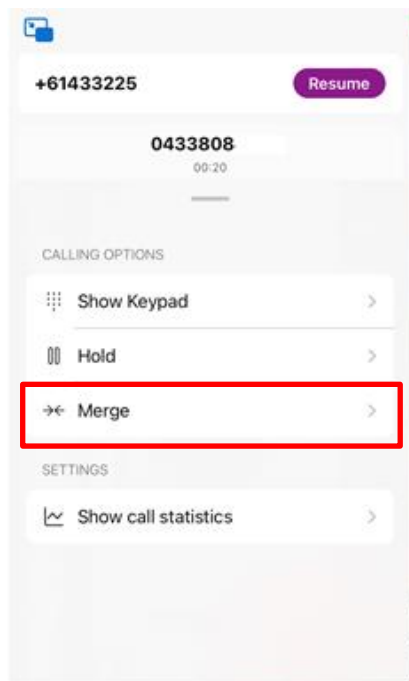 +61433225
Resume
0433808
00:20
CALLING OPTIONS
Show Keypad
Hold
Merge
SETTINGS
Show call statistics